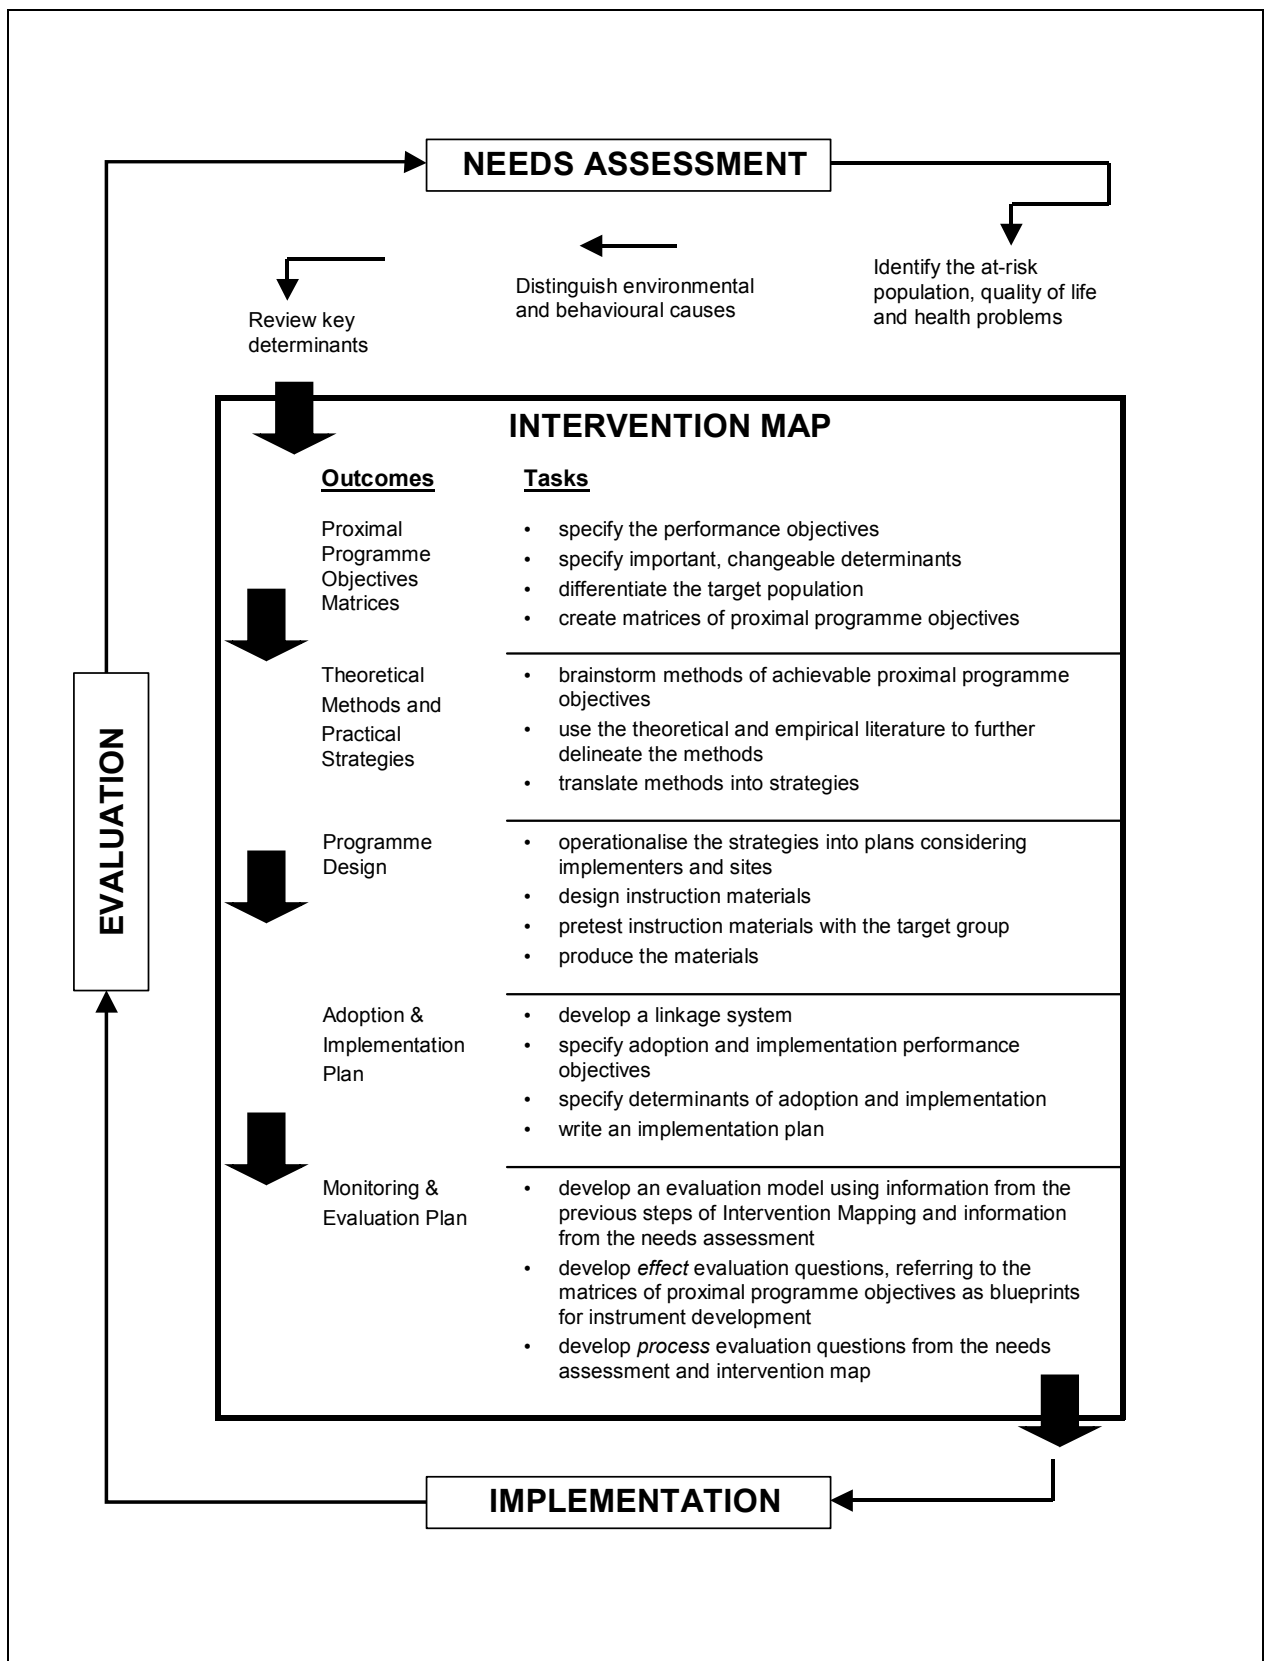 NEEDS ASSESSMENT
Identify the at-risk
population, quality of life
and health problems
Distinguish environmental
and behavioural causes
Review key
determinants
INTERVENTION MAP
Outcomes
Tasks
Proximal
Programme
Objectives
Matrices
• specify the performance objectives
• specify important, changeable determinants
• differentiate the target population
• create matrices of proximal programme objectives
Theoretical
Methods and
Practical
Strategies
• brainstorm methods of achievable proximal programme
objectives
• use the theoretical and empirical literature to further
delineate the methods
• translate methods into strategies
Programme
Design
• operationalise the strategies into plans considering
implementers and sites
• design instruction materials
• pretest instruction materials with the target group
• produce the materials
Adoption &
Implementation
Plan
• develop a linkage system
• specify adoption and implementation performance
objectives
• specify determinants of adoption and implementation
• write an implementation plan
Monitoring &
Evaluation Plan
• develop an evaluation model using information from the
previous steps of Intervention Mapping and information
from the needs assessment
• develop effect evaluation questions, referring to the
matrices of proximal programme objectives as blueprints
for instrument development
• develop process evaluation questions from the needs
assessment and intervention map
IMPLEMENTATION
EVALUATION